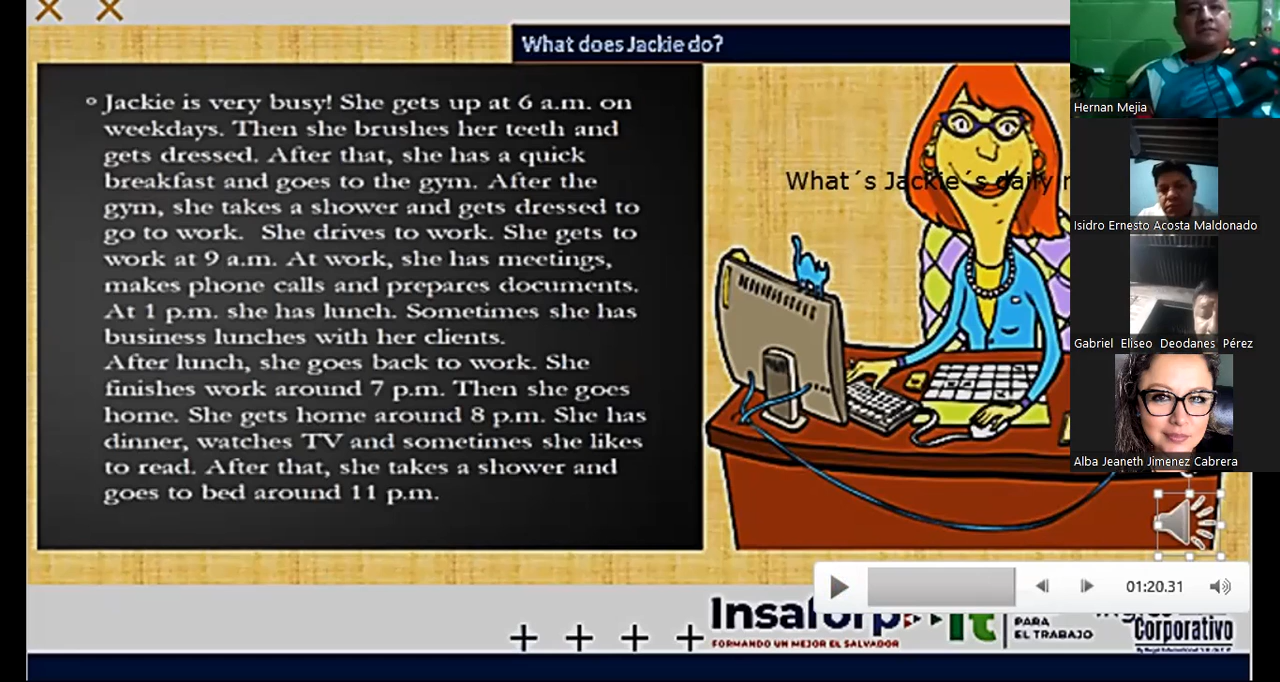 What does Jackie do?
Jackie is very busy! She gets up at 6 a.m. on
weekdays. Then she brushes her teeth and
gets dressed. After that, she has a quick
breakfast and goes to the gym. After the
gym, she takes a shower and gets dressed to
go to work. She drives to work. She gets to
work at 9 a.m. At work, she has meetings,
makes phone calls and prepares documents.
At 1 p.m. she has lunch. Sometimes she has
business lunches with her clients.
After lunch, she goes back to work. She
finishes work around 7 p.m. Then she goes
home. She gets home around 8 p.m. She has
dinner, watches TV and sometimes she likes
to read. After that, she takes a shower and
goes to bed around 11 p.m.
What´s Jackie´s daily
Hernan Mejia
Isidro Ernesto Acosta Maldonado
Gabriel Eliseo Deodanes Pérez
Alba Jeaneth Jimenez Cabrera
01:20.31
Insaforp
FORMANDO UN MEJOR EL SALVADOR
PARA
EL TRABAJO
Corporativo